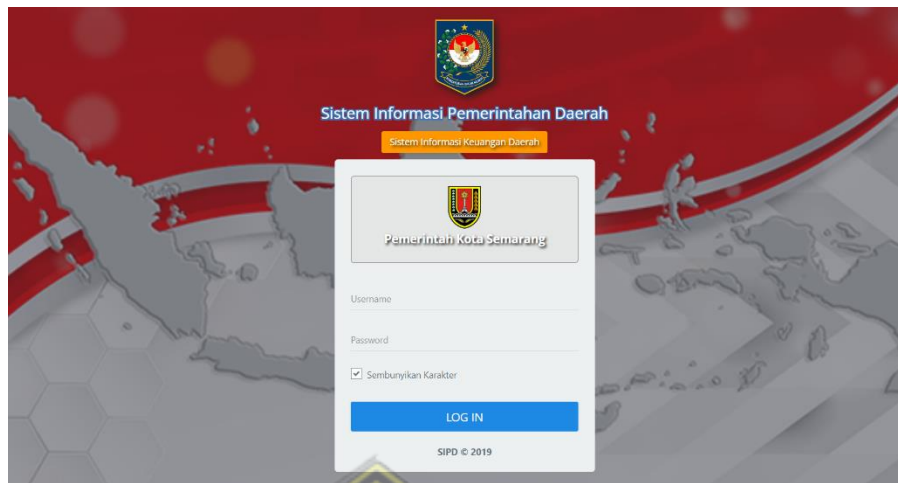 Sistem Informasi Pemerintahan Daerah
Sistem Informasi Keuangan Daerah
Pemerintah Kota Semarang
Username
Password
Sembunyikan Karakter
LOG IN
SIPD © 2019